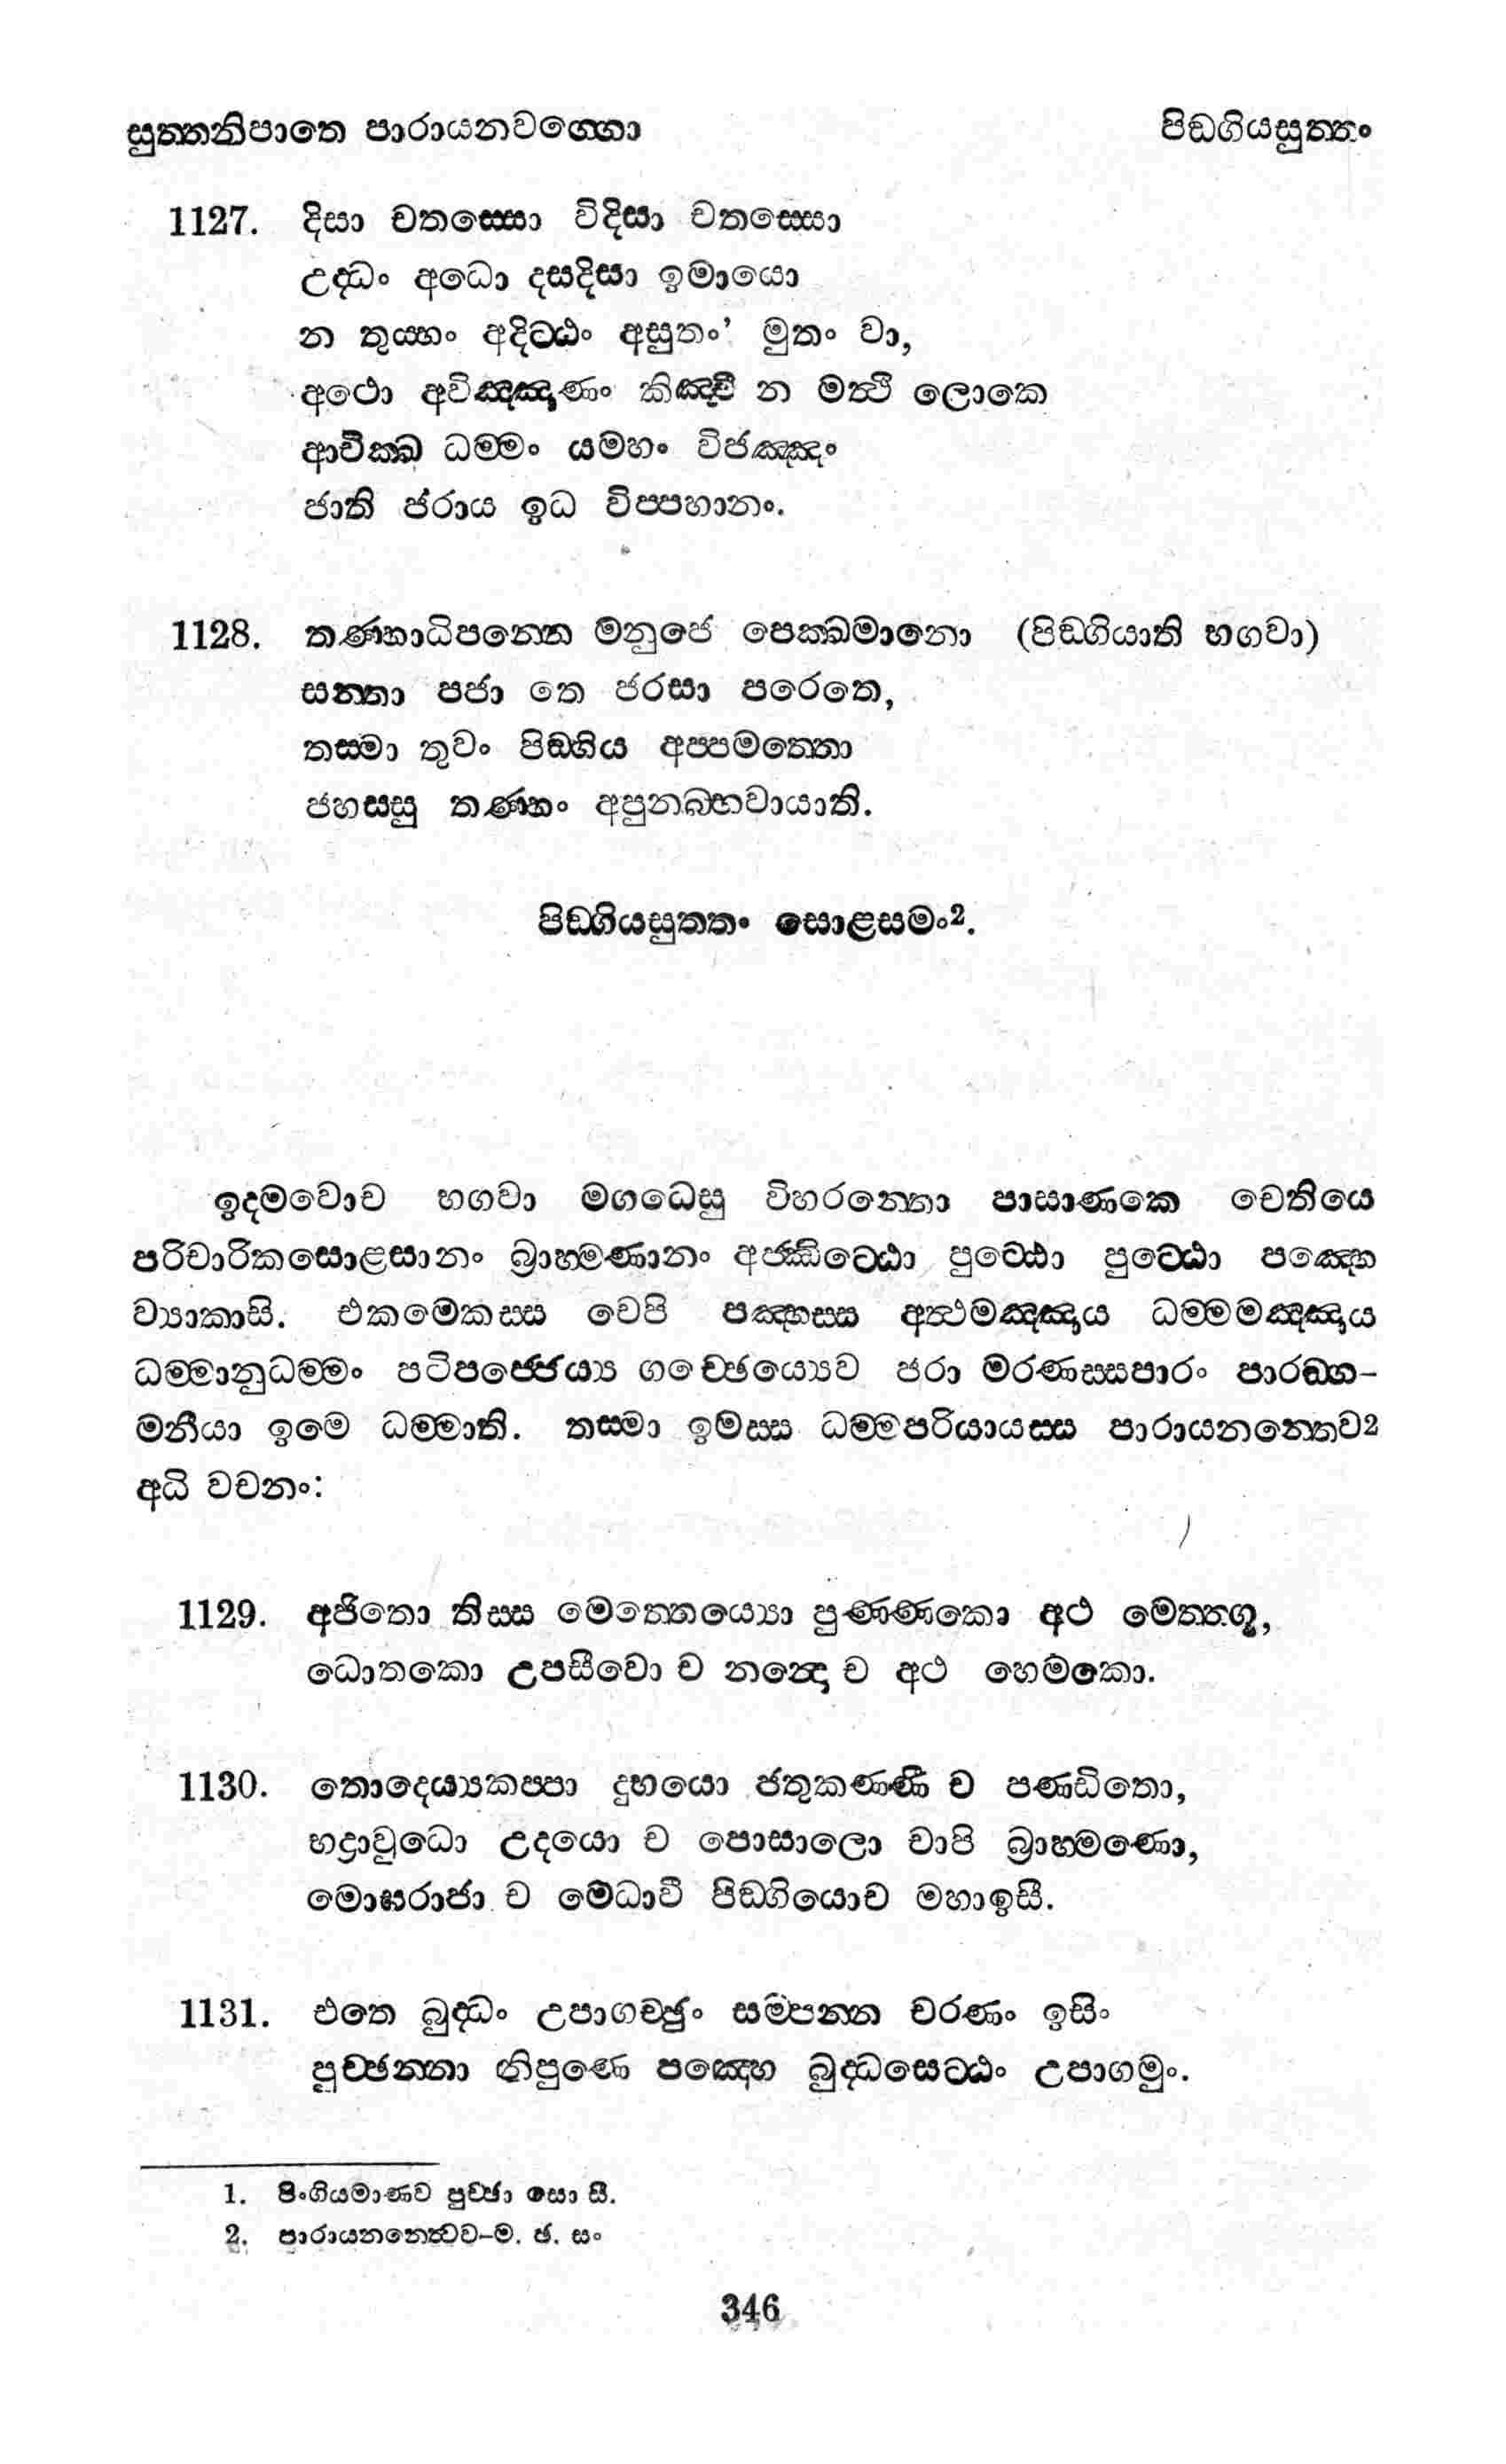 සුත්තනිපාතෙ පාරායනවග්ගො පිඞගියසුත්තං
1127. දිසා චතස්සො විදිසා චතස්සො
උද්ධං අධො දසදිසා ඉමායො
න තුය්හං අදිට්ඨං අසුතං’ මුතං වා,
අථො අවිඤ්ඤාණං කිඤ්චි න මත්ථි ලොකෙ
ආචික්ඛ ධම්මං යමහං විජඤ්ඤං
ජාති ජරාය ඉධ විප්පහානං.
1128. තණ්හාධිපන්නෙ මනුජෙ පෙක්ඛමානො (පිඞගියාති භගවා)
සන්තා පජා තෙ ජරසා පරෙතෙ,
තස්මා තුවං පිඞ්ගිය අප්පමත්තො
ජහස්සු තණ්හං අපුනබ්භවායාති.
පිඞ්ගියසුත්තං සොළසමං2.
ඉදමවොච භගවා මගධෙසු විහරන්තො පාසාණකෙ චෙතියෙ
පරිචාරිකසොළසානං බ්‍රාහ්මණානං අජ්ඣිට්ඨො පුට්ඨො පුට්ඨො පඤ්හෙ
ව්‍යාකාසි. එකමෙකස්ස චෙපි පඤ්හස්ස අත්ථමඤ්ඤාය ධම්මමඤ්ඤාය
ධම්මානුධම්මං පටිපජ්ජෙය්‍ය ගච්ඡෙය්‍යෙව ජරා මරණස්සපාරං පාරඞ්ග-
මනීයා ඉමෙ ධම්මාති. තස්මා ඉමස්ස ධම්මපරියායස්ස පාරායනන්තෙව2
අධි වචනං:
1129. අජිතො තිස්ස මෙත්තෙය්‍යො පුණ්ණකො අථ මෙත්තගූ,
ධොතකො උපසීවො ච නන්දො ච අථ හෙමකො.
1130. තොදෙය්‍යකප්පා දුභයො ජතුකණ්ණී ච පණ්ඩිතො,
භද්‍රාවුධො උදයො ච පොසාලො චාපි බ්‍රාහ්මණො,
මොඝරාජා ච මෙධාවී පිඞගියොච මහාඉසී.
1131. එතෙ බුද්ධං උපාගච්ඡුං සම්පන්න චරණං ඉසිං
පුච්ඡන්තා නිපුණෙ පඤ්හෙ බුද්ධසෙට්ඨං උපාගමුං.
1. පිංගියමාණව පුච්ඡා සො සී.
2. පාරායනනෙත්වව-ම. ඡ. සං
346